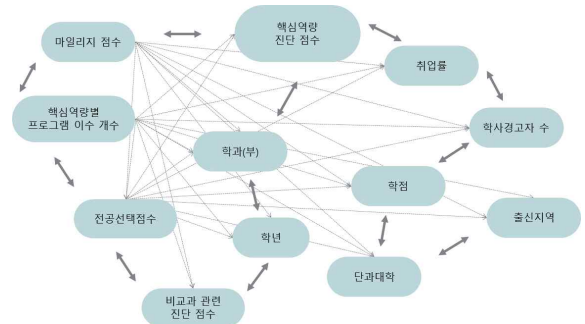 핵심역량
진단 점수
마일리지 점수
취업률
핵심역량별
프로그램 이수 개수
학사경고자 수
학과(부)
학점
전공선택점수
출신지역
학년
단과대학
비교과 관련
진단 점수